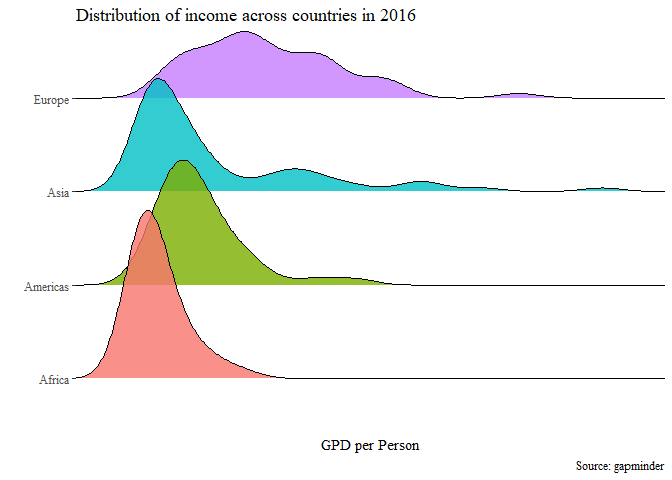 Distribution of income across countries in 2016
Europe
Asia
Americas
Africa
GPD per Person
Source: gapminder